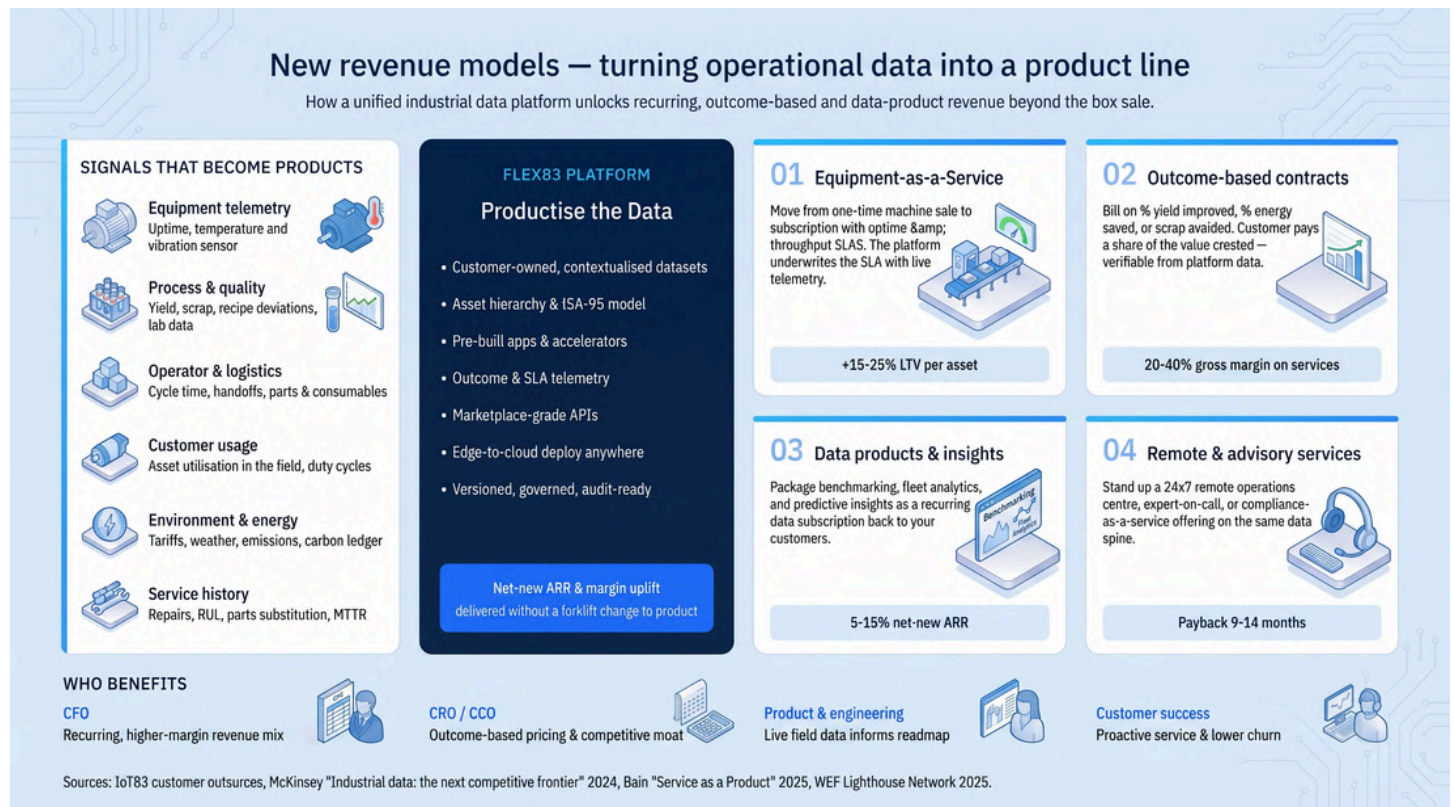 New revenue models — turning operational data into a product line
How a unified industrial data platform unlocks recurring, outcome-based and data-product revenue beyond the box sale.
SIGNALS THAT BECOME PRODUCTS
Equipment telemetry
Uptime, temperature and
vibration sensor
Process & quality
Yield, scrap, recipe deviations,
lab data
Operator & logistics
Cycle time, handoffs, parts & consumables
Customer usage
Asset utilisation in the field, duty cycles
Environment & energy
Tariffs, weather, emissions, carbon ledger
Service history
Repairs, RUL, parts substitution, MTTR
FLEX83 PLATFORM
Productise the Data
• Customer-owned, contextualised datasets
• Asset hierarchy & ISA-95 model
• Pre-buill apps & accelerators
• Outcome & SLA telemetry
• Marketplace-grade APIs
• Edge-to-cloud deploy anywhere
• Versioned, governed, audit-ready
Net-new ARR & margin uplift
delivered without a forklift change to product
01 Equipment-as-a-Service
Move from one-time machine sale to
subscription with optime &amp;
throughput SLAS. The platform
underwrites the SLA with live
telemetry.
+15-25% LTV per asset
02 Outcome-based contracts
Bill on % yield improved, % energy
saved, or scrap avaided. Customer pays
a share of the value crested —
verifiable from platform data.
20-40% gross margin on services
03 Data products & insights
Package benchmarking, fleet analytics,
and predictive insights as a recurring
data subscription back to your
customers.
Benchmarking
Fleet
Analytics
5-15% net-new ARR
04 Remote & advisory services
Stand up a 24x7 remote operations
centre, expert-on-call, or compliance-
as-a-service offering on the same data
spine.
Payback 9-14 months
WHO BENEFITS
CFO
Recurring, higher-margin revenue mix
CRO / CCO
Outcome-based pricing & competitive moat
Product & engineering
Live field data informs roadmap
Customer success
Proactive service & lower churn
Sources: IoT83 customer outsources, McKinsey "Industrial data: the next competitive frontier" 2024, Bain "Service as a Product" 2025, WEF Lighthouse Network 2025.